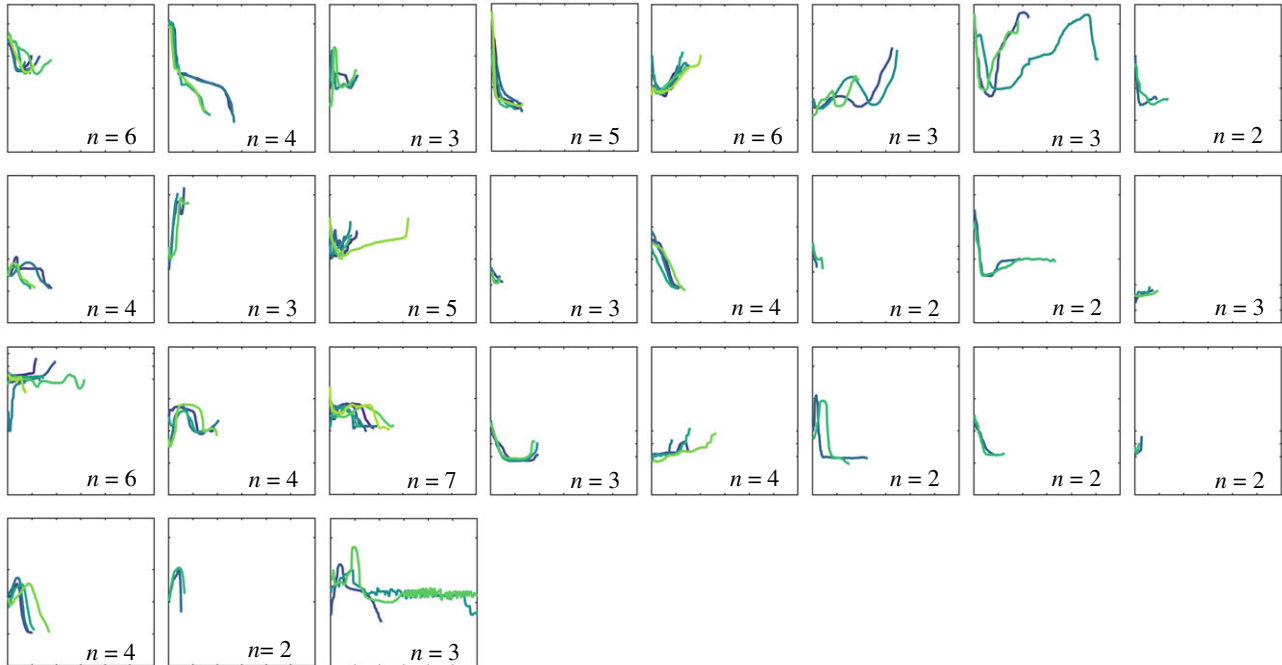 n = 6 n = 4 n = 3 n = 5 n = 6 n = 3 n = 3 n = 2
n = 4 n = 3 n = 5 n = 3 n = 4 n = 2 n = 2 n = 3
n = 6 n = 4 n = 7 n = 3 n = 4 n = 2 n = 2 n = 2
n = 4 n= 2 n = 3